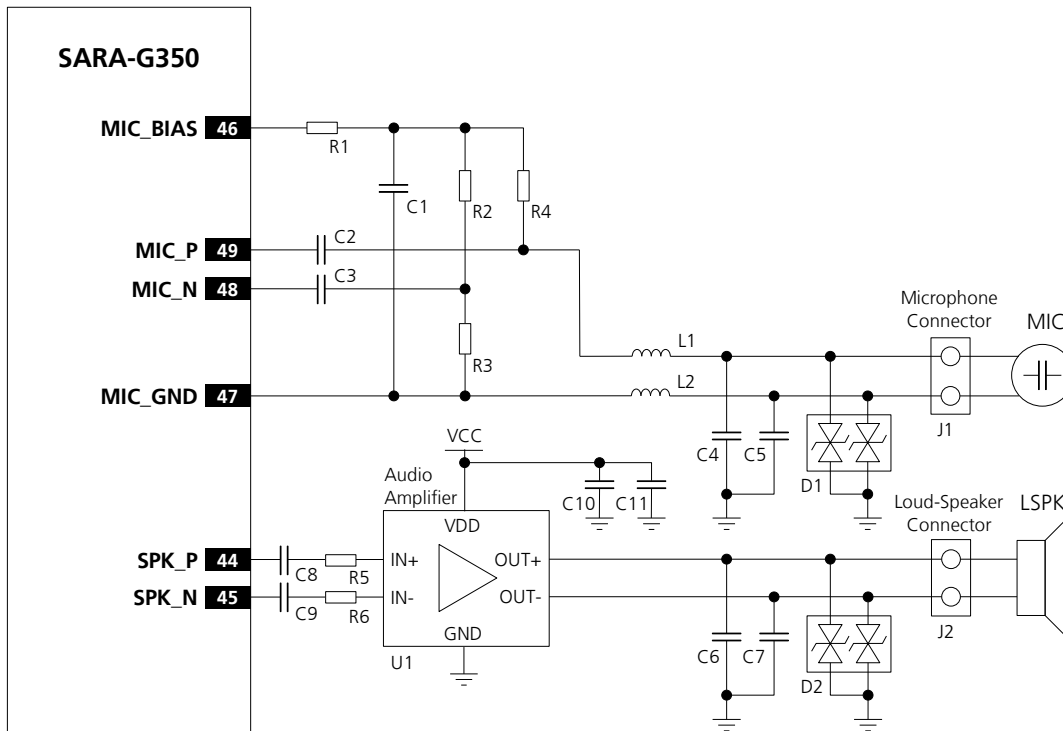 SARA-G350
MIC_BIAS 46
R1
C1
R2
R4
MIC_P 49
C2
MIC_N 48
C3
R3
MIC_GND 47
L1
L2
Microphone
Connector
MIC
J1
C4
C5
D1
VCC
Audio
Amplifier
C10
C11
VDD
Loud-Speaker
Connector
LSPK
SPK_P 44
C8
R5
IN+
OUT+
SPK_N 45
C9
R6
IN-
OUT-
GND
U1
J2
C6
C7
D2